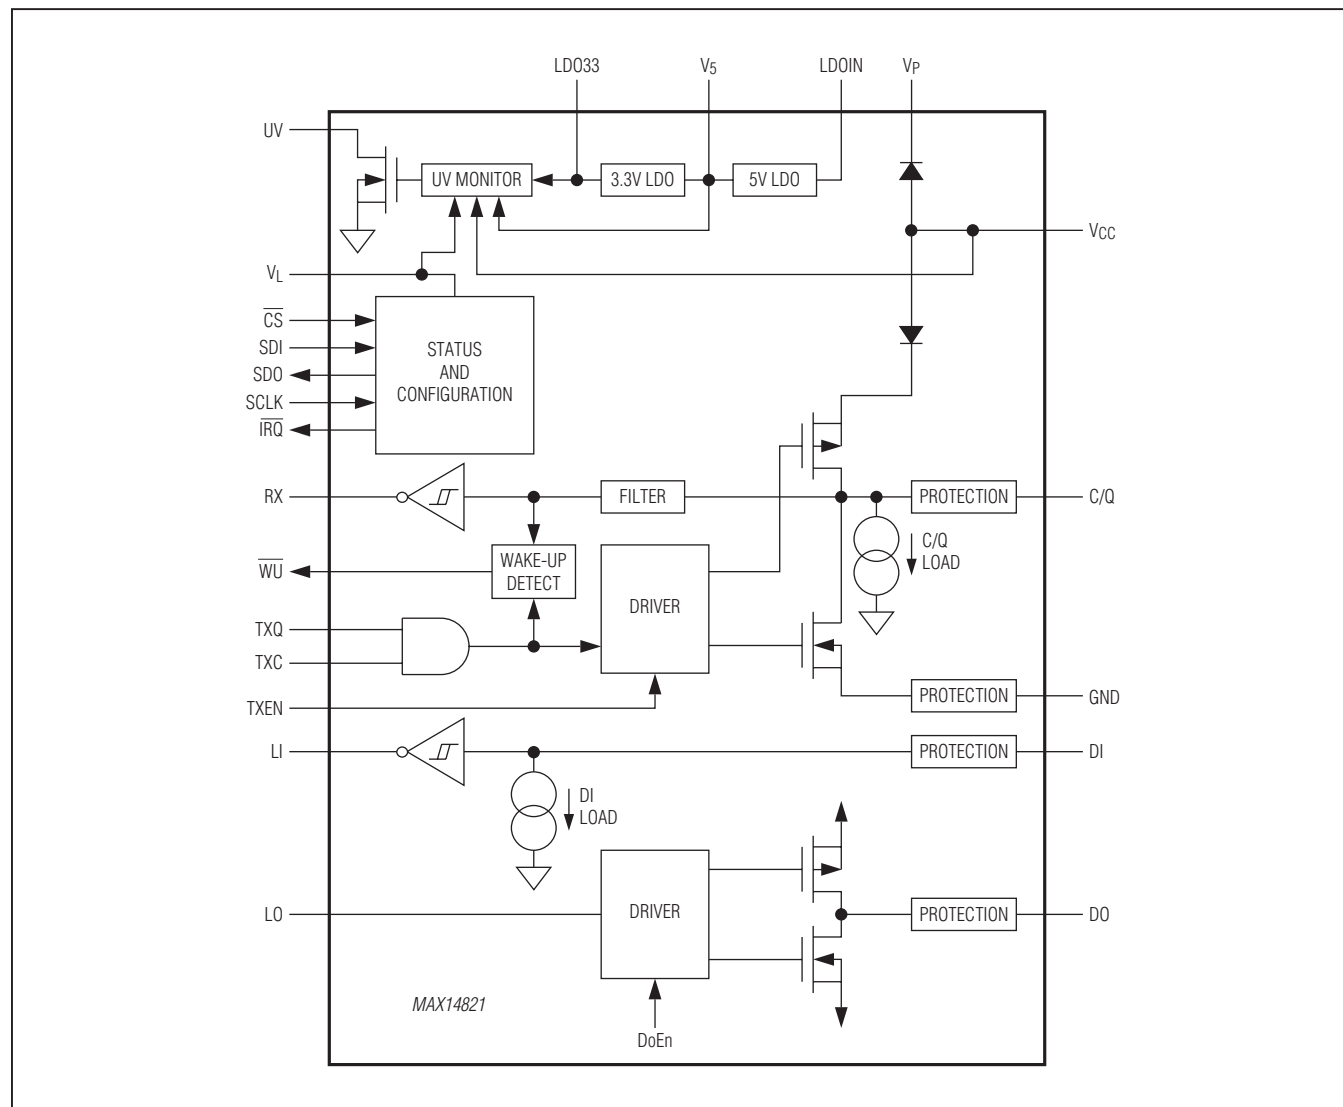 LDO33
V5
LDOIN
VP
UV
UV MONITOR
3.3V LDO
5V LDO
VCC
VL
CS
SDI
SDO
SCLK
IRQ
STATUS
AND
CONFIGURATION
RX
FILTER
PROTECTION
C/Q
C/Q
LOAD
WU
WAKE-UP
DETECT
DRIVER
TXQ
TXC
TXEN
PROTECTION
GND
LI
PROTECTION
DI
DI
LOAD
LO
DRIVER
PROTECTION
DO
MAX14821
DoEn